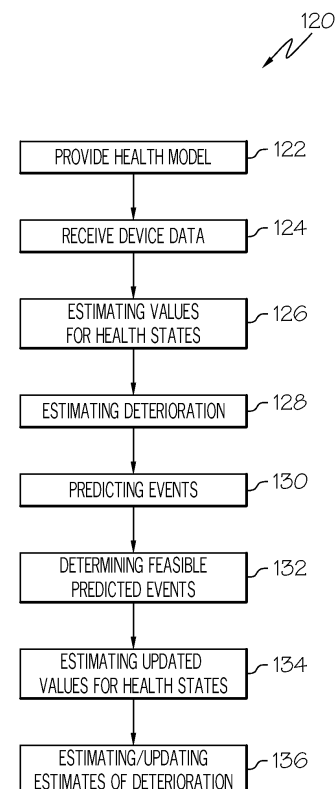 120
PROVIDE HEALTH MODEL 122
RECEIVE DEVICE DATA 124
ESTIMATING VALUES
FOR HEALTH STATES 126
ESTIMATING DETERIORATION 128
PREDICTING EVENTS 130
DETERMINING FEASIBLE
PREDICTED EVENTS 132
ESTIMATING UPDATED
VALUES FOR HEALTH STATES 134
ESTIMATING/UPDATING
ESTIMATES OF DETERIORATION 136